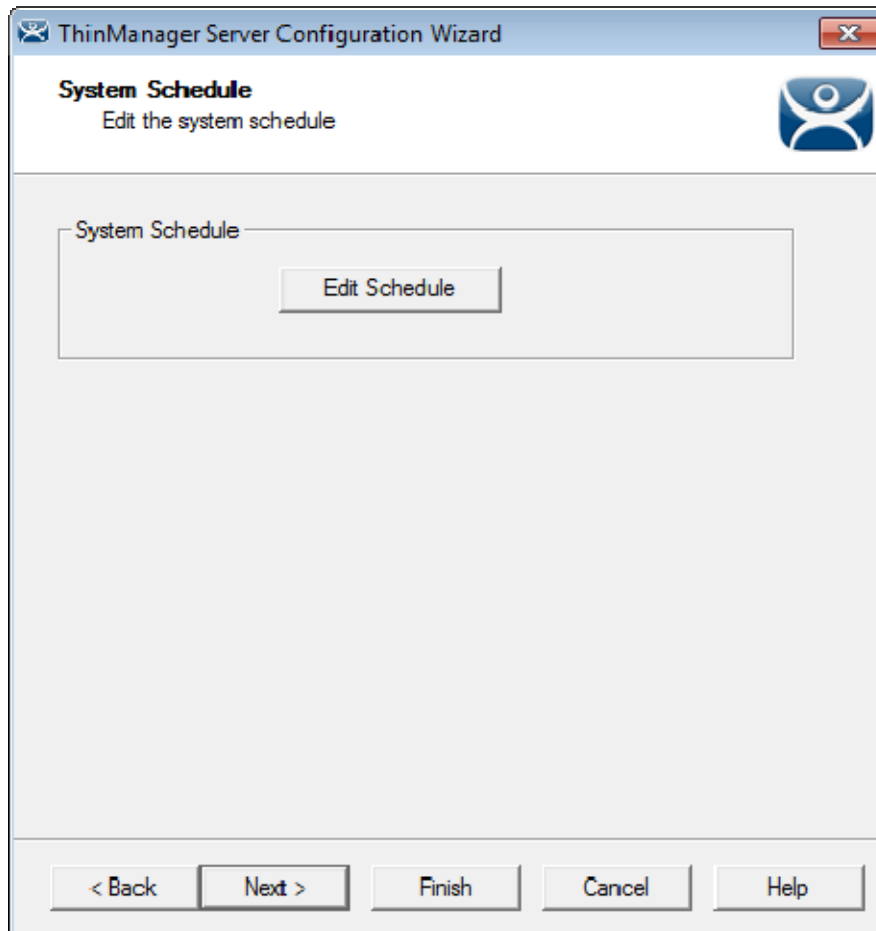 ThinManager Server Configuration Wizard
System Schedule
Edit the system schedule
System Schedule
Edit Schedule
< Back Next > Finish Cancel Help